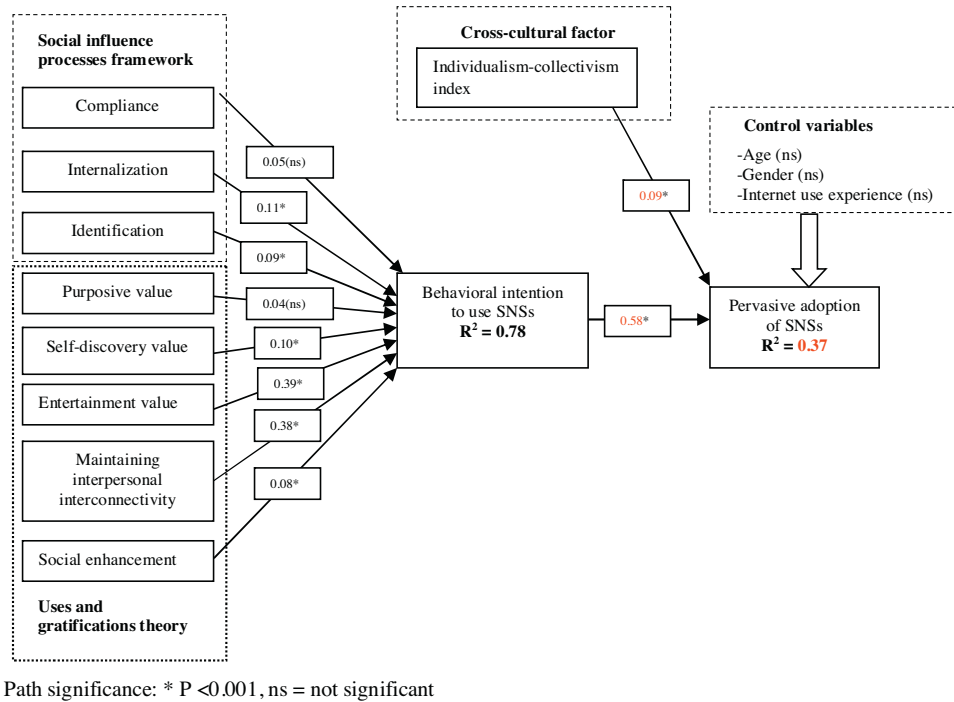 Social influence
processes framework
Compliance
Internalization
Identification
Purposive value
Self-discovery value
Entertainment value
Maintaining
interpersonal
interconnectivity
Social enhancement
Uses and
gratifications theory
0.05(ns)
0.11*
0.09*
0.04(ns)
0.10*
0.39*
0.38*
0.08*
Behavioral intention
to use SNSs
R² = 0.78
Cross-cultural factor
Individualism-collectivism
index
0.09*
0.58*
Control variables
-Age (ns)
-Gender (ns)
-Internet use experience (ns)
Pervasive adoption
of SNSs
R² = 0.37
Path significance: * P <0.001, ns = not significant